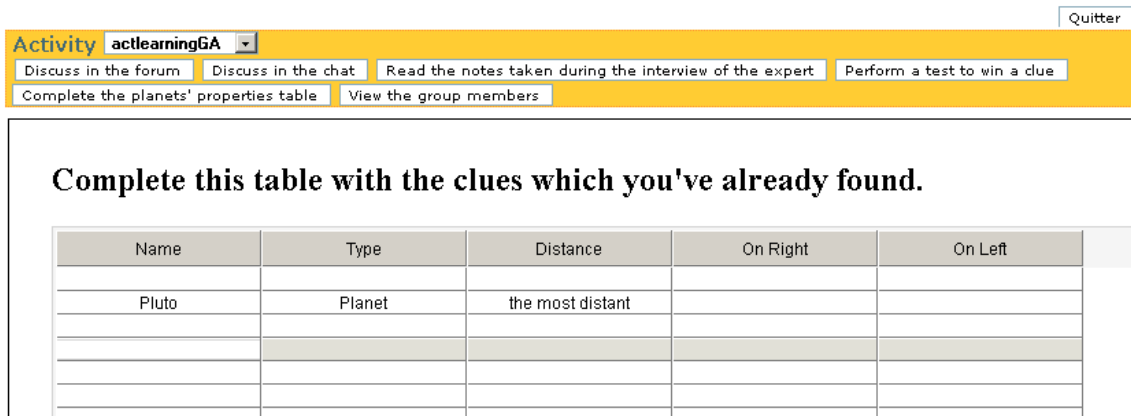 Quitter
Activity actlearningGA
Discuss in the forum Discuss in the chat Read the notes taken during the interview of the expert Perform a test to win a clue
Complete the planets' properties table View the group members
Complete this table with the clues which you've already found.
Name Type Distance On Right On Left
Pluto Planet the most distant